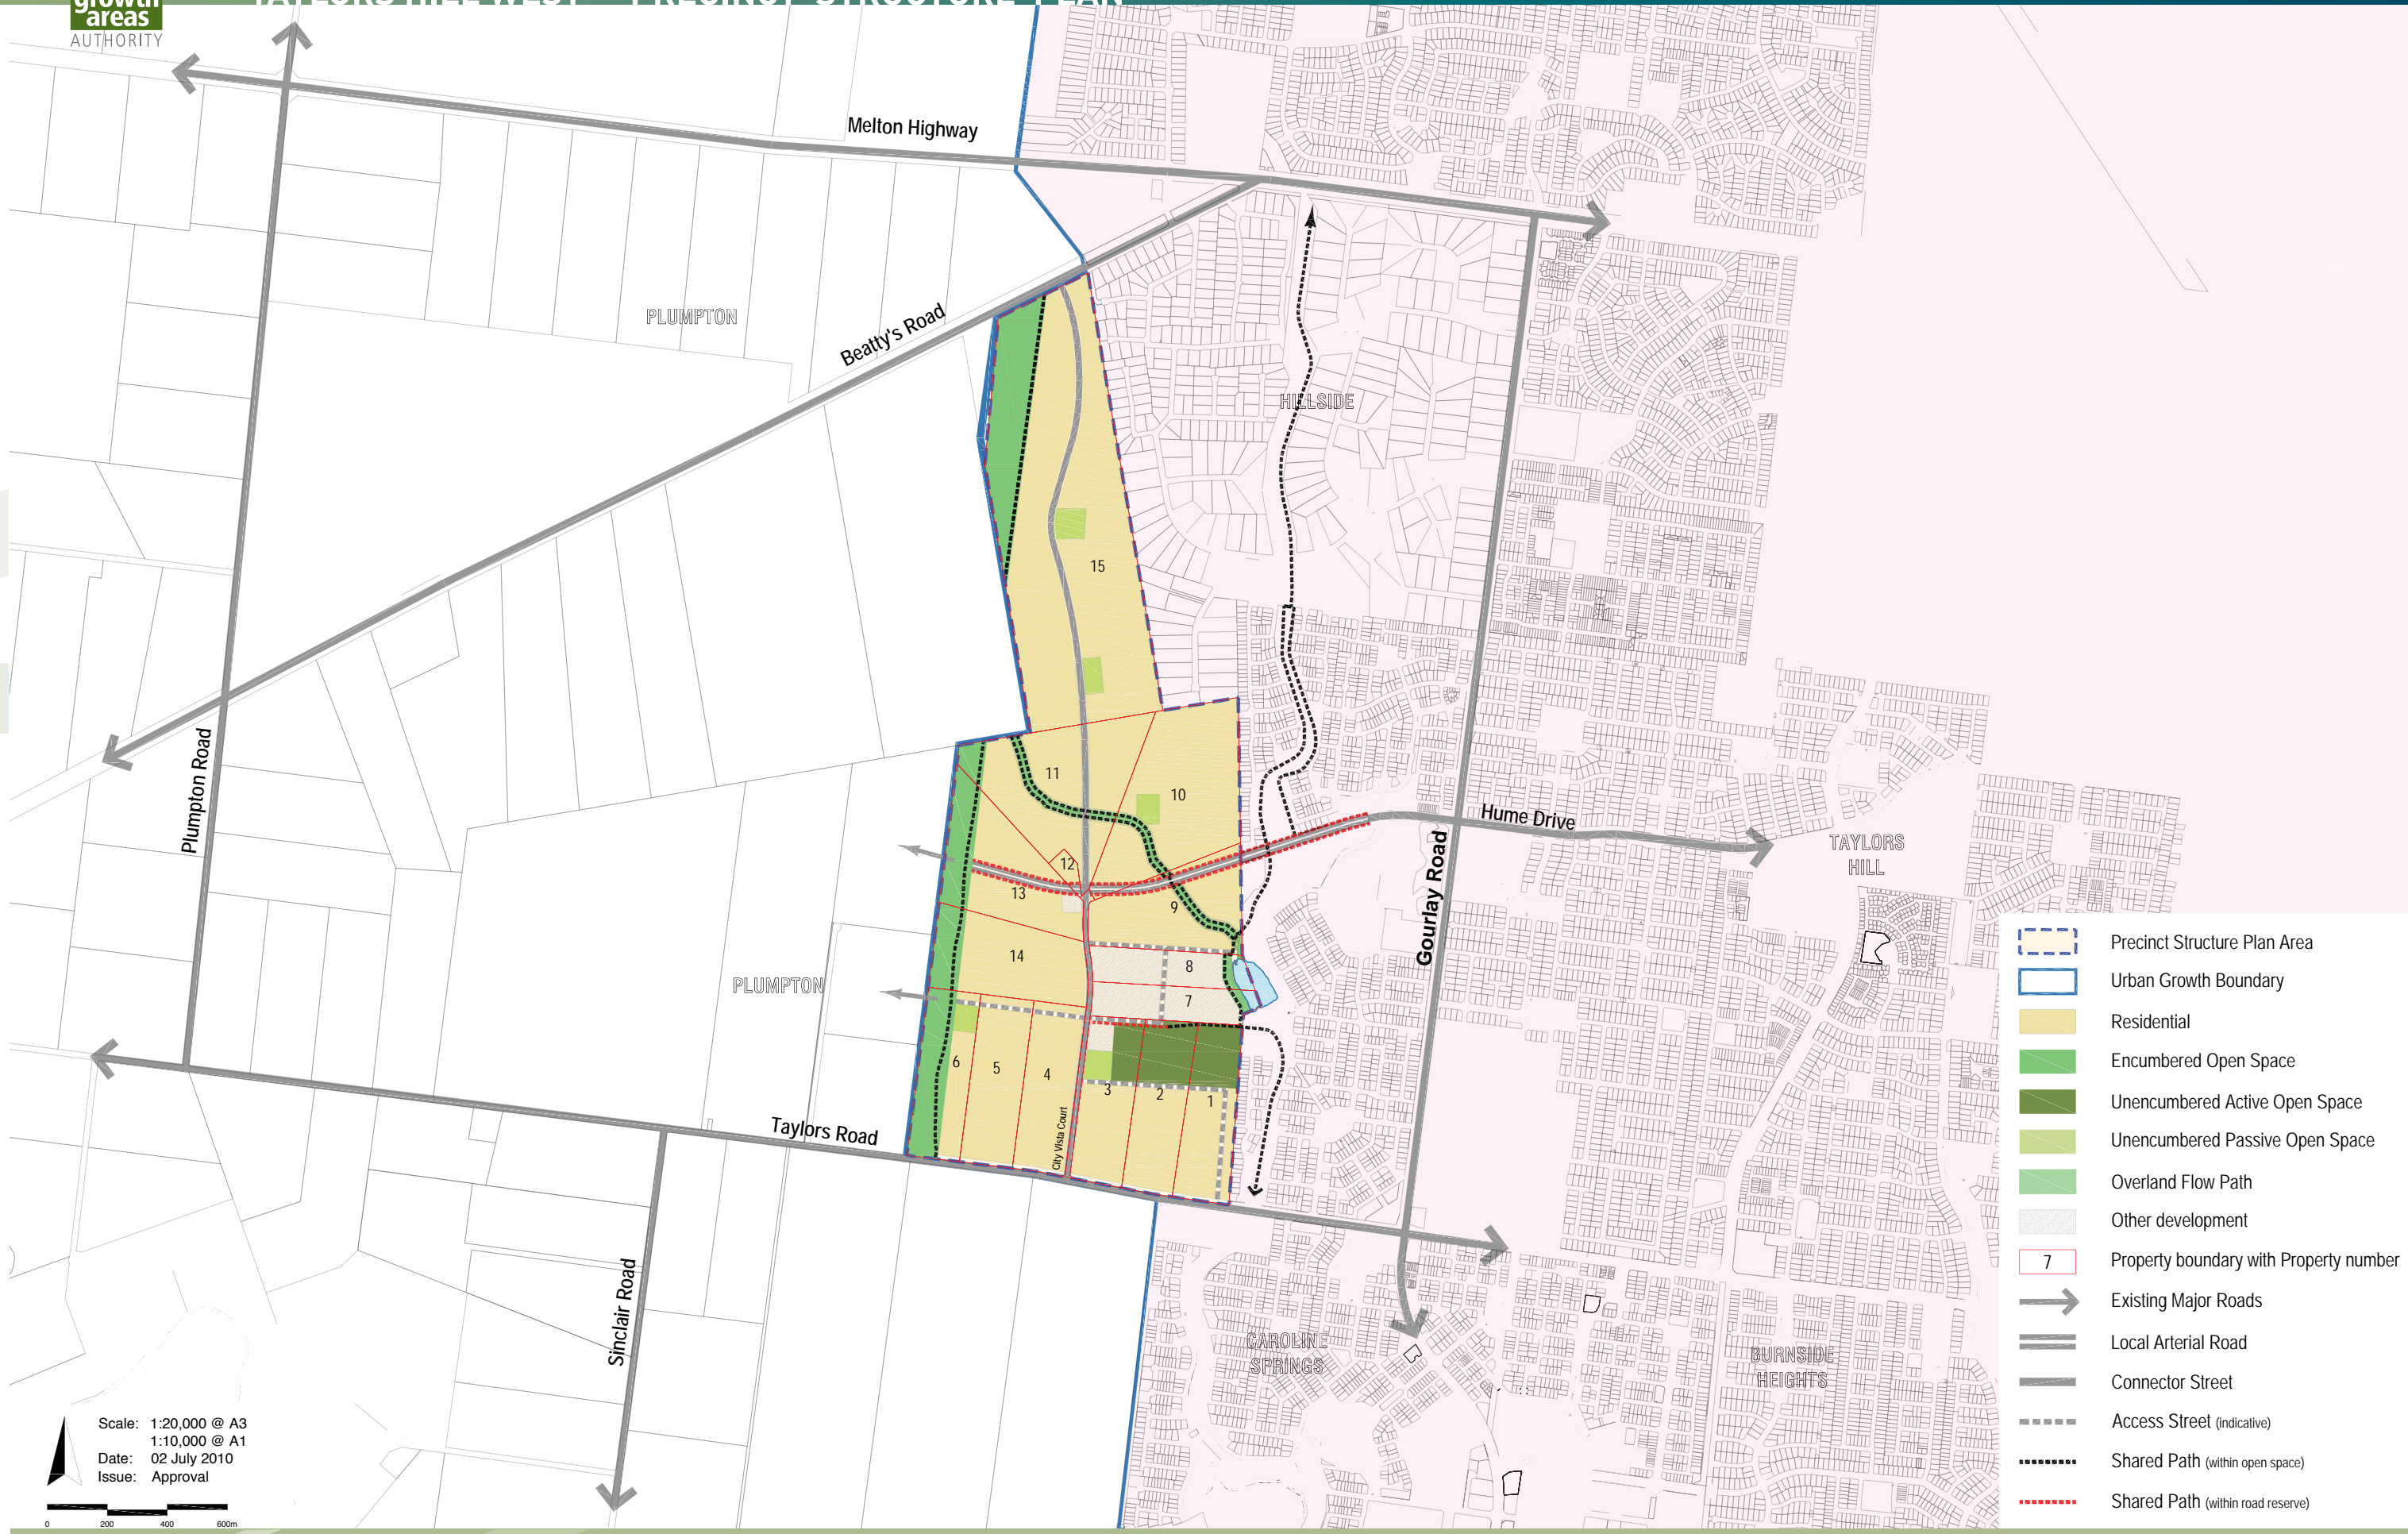 growth
areas
AUTHORITY
TAYLORS HILL WEST - PRECINCT STRUCTURE PLAN
Melton Highway
PLUMPTON
Beatty's Road
HILLSIDE
15
Plumpton Road
11
10
Hume Drive
TAYLORS
HILL
12
13
9
Gourlay Road
14
8
7
PLUMPTON
6
5
4
3
2
1
City Vista Court
Taylors Road
Sinclair Road
CAROLINE
SPRINGS
BURNSIDE
HEIGHTS
Precinct Structure Plan Area
Urban Growth Boundary
Residential
Encumbered Open Space
Unencumbered Active Open Space
Unencumbered Passive Open Space
Overland Flow Path
Other development
7 Property boundary with Property number
Existing Major Roads
Local Arterial Road
Connector Street
Access Street (indicative)
Shared Path (within open space)
Shared Path (within road reserve)
Scale: 1:20,000 @ A3
1:10,000 @ A1
Date: 02 July 2010
Issue: Approval
0 200 400 600m